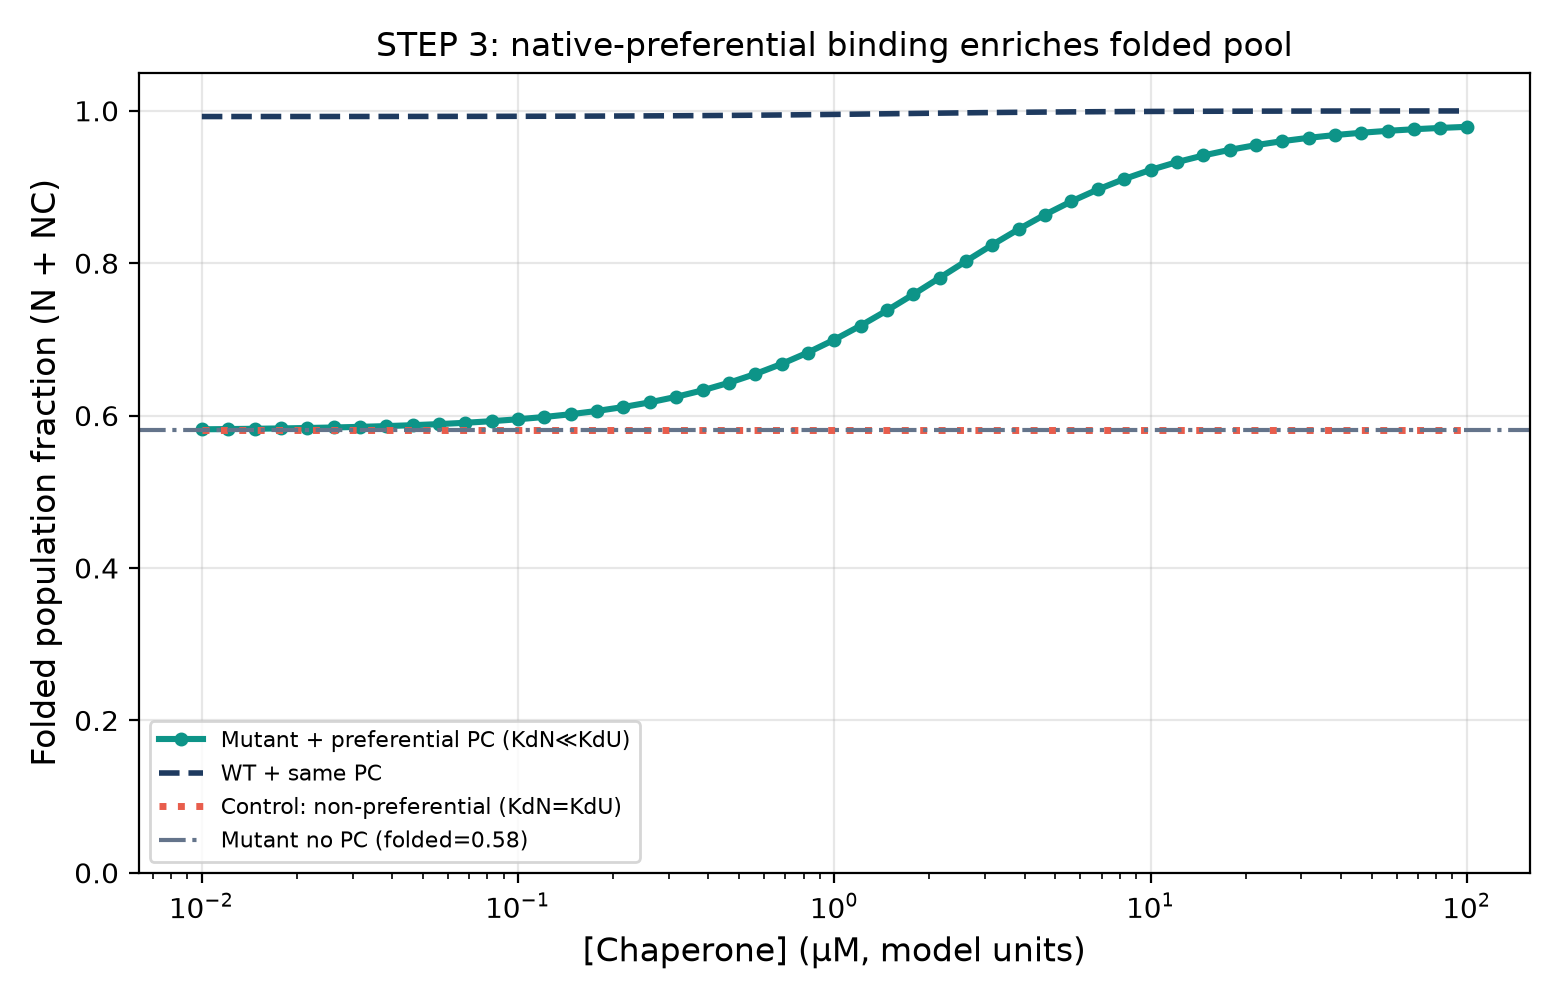 STEP 3: native-preferential binding enriches folded pool
Folded population fraction (N + NC)
1.0
0.8
0.6
0.4
0.2
0.0
Mutant + preferential PC (KdN≪KdU)
WT + same PC
Control: non-preferential (KdN=KdU)
Mutant no PC (folded=0.58)
10⁻² 10⁻¹ 10⁰ 10¹ 10²
[Chaperone] (μM, model units)